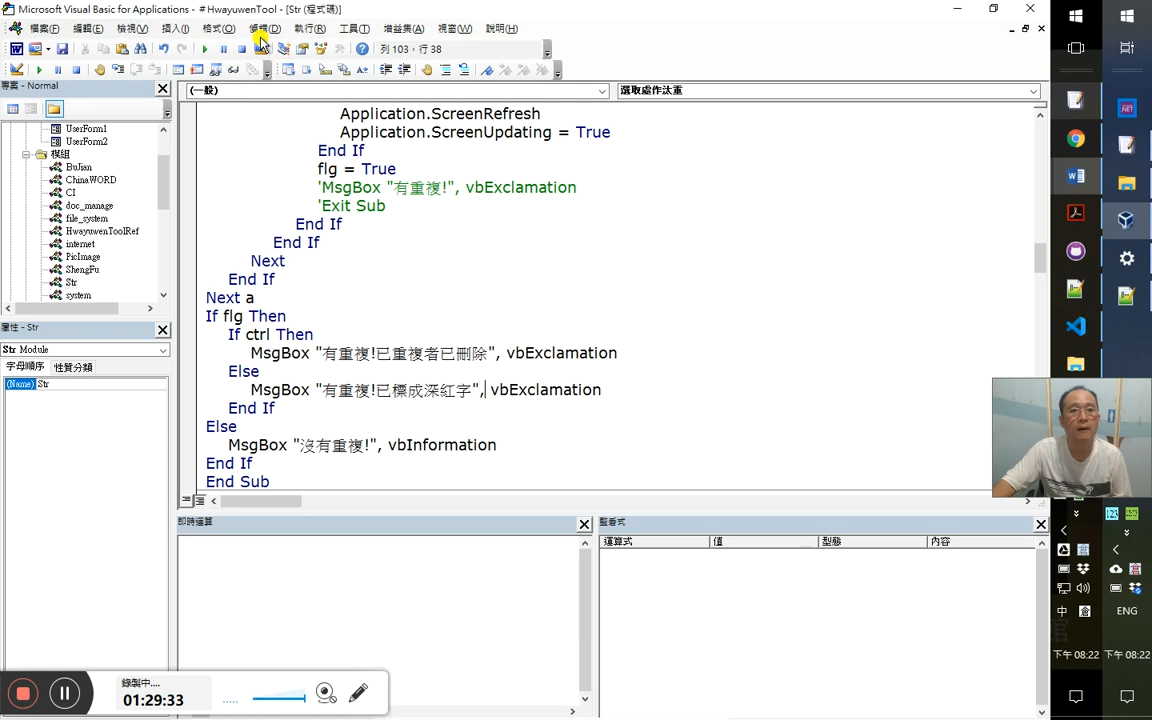 Microsoft Visual Basic for Applications - #HwayuwenTool - [Str (程式碼)]
檔案(F) 編輯(E) 檢視(V) 插入(I) 格式(O) 偵錯(D) 執行(R) 工具(T) 增益集(A) 視窗(W) 說明(H)
列 103，行 38
專案 - Normal
(一般)
選取處作汰重
UserForm1
UserForm2
模組
BuJian
ChinaWORD
CI
doc_manage
file_system
HwayuwenToolRef
internet
PicImage
ShengFu
Str
system
Application.ScreenRefresh
Application.ScreenUpdating = True
End If
flg = True
'MsgBox "有重複!", vbExclamation
'Exit Sub
End If
End If
Next
End If
Next a
If flg Then
If ctrl Then
MsgBox "有重複!已重複者已刪除", vbExclamation
Else
MsgBox "有重複!已標成深紅字", vbExclamation
End If
Else
MsgBox "沒有重複!", vbInformation
End If
End Sub
屬性 - Str
Str Module
字母順序 性質分類
(Name) Str
即時運算
監看式
運算式 值 型態 內容
錄製中....
01:29:33
.NET
123
中 倉
ENG
下午 08:22
下午 08:22